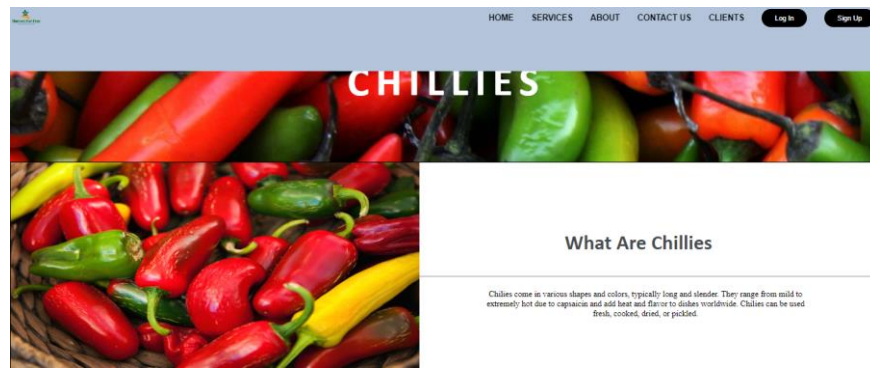 HOME SERVICES ABOUT CONTACT US CLIENTS Log In Sign Up
CHILLIES
What Are Chillies
Chilies come in various shapes and colors, typically long and slender. They range from mild to
extremely hot due to capsaicin and add heat and flavor to dishes worldwide. Chilies can be used
fresh, cooked, dried, or pickled.